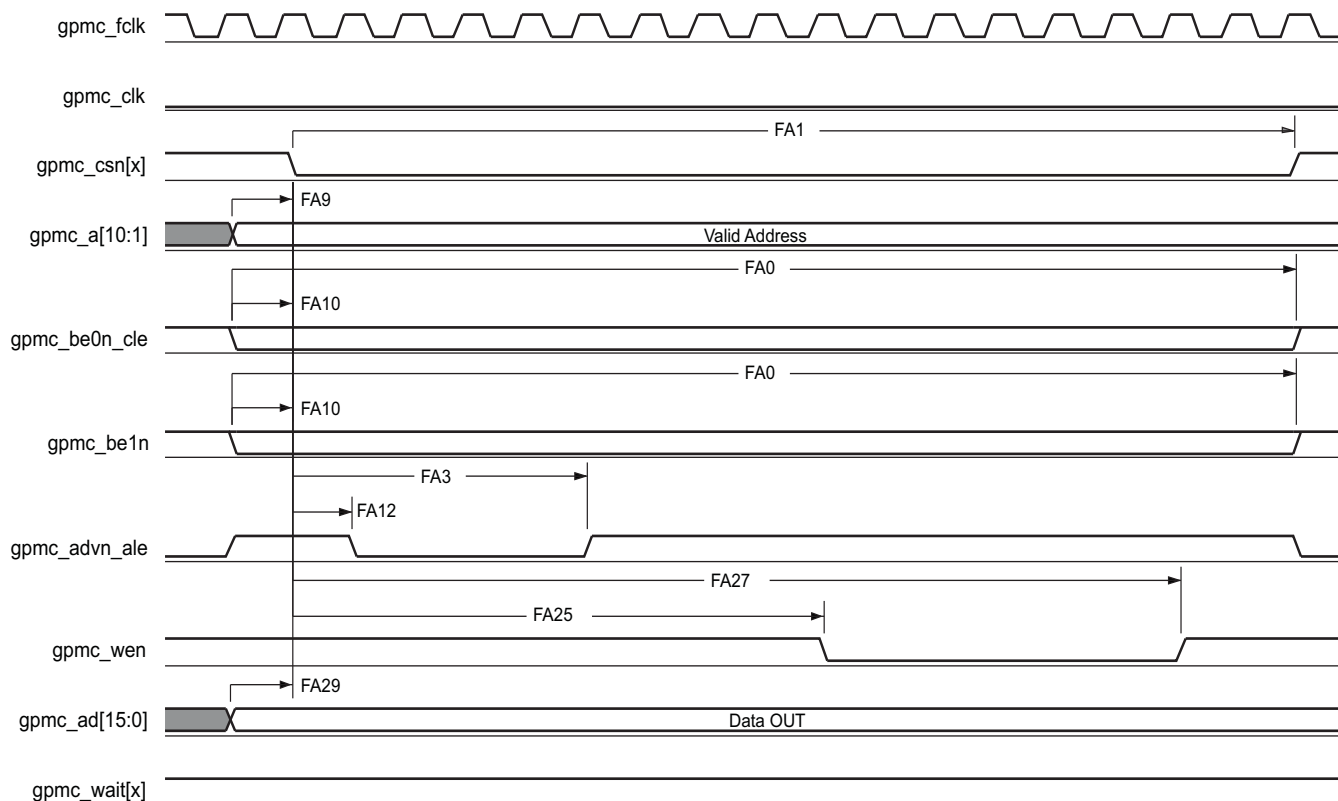 gpmc_fclk
gpmc_clk
FA1
gpmc_csn[x]
FA9
gpmc_a[10:1]
Valid Address
FA0
FA10
gpmc_be0n_cle
FA0
FA10
gpmc_be1n
FA3
FA12
gpmc_advn_ale
FA27
FA25
gpmc_wen
FA29
gpmc_ad[15:0]
Data OUT
gpmc_wait[x]